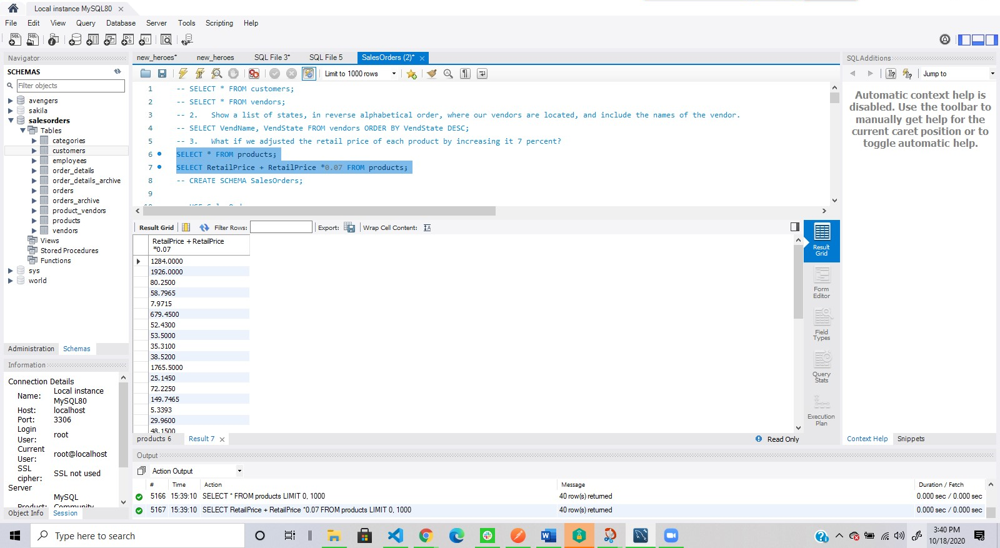 Local instance MySQL80 ×
File Edit View Query Database Server Tools Scripting Help
Navigator
SCHEMAS
Filter objects
avengers
sakila
salesorders
Tables
categories
customers
employees
order_details
order_details_archive
orders
orders_archive
product_vendors
products
vendors
Views
Stored Procedures
Functions
sys
world
Administration Schemas
Information
Connection Details
Name: Local instance
MySQL80
Host: localhost
Port: 3306
Login
User: root
Current
User: root@localhost
SSL
cipher: SSL not used
Server
MySQL
Product: Community
Object Info Session
new_heroes* new_heroes SQL File 3* SQL File 5 SalesOrders (2)* ×
Limit to 1000 rows
1 -- SELECT * FROM customers;
2 -- SELECT * FROM vendors;
3 -- 2. Show a list of states, in reverse alphabetical order, where our vendors are located, and include the names of the vendor.
4 -- SELECT VendName, VendState FROM vendors ORDER BY VendState DESC;
5 -- 3. What if we adjusted the retail price of each product by increasing it 7 percent?
6 SELECT * FROM products;
7 SELECT RetailPrice + RetailPrice *0.07 FROM products;
8 -- CREATE SCHEMA SalesOrders;
9
Result Grid Filter Rows: Export: Wrap Cell Content:
RetailPrice + RetailPrice
*0.07
1284.0000
1926.0000
80.2500
58.7965
7.9715
679.4500
52.4300
53.5000
35.3100
38.5200
1765.5000
25.1450
72.2250
149.7465
5.3393
29.9600
48.1500
Result
Grid
Form
Editor
Field
Types
Query
Stats
Execution
Plan
products 6 Result 7 × Read Only
SQLAdditions
Jump to
Automatic context help is
disabled. Use the toolbar to
manually get help for the
current caret position or to
toggle automatic help.
Context Help Snippets
Output
Action Output
# Time Action Message Duration / Fetch
5166 15:39:10 SELECT * FROM products LIMIT 0, 1000 40 row(s) returned 0.000 sec / 0.000 sec
5167 15:39:10 SELECT RetailPrice + RetailPrice *0.07 FROM products LIMIT 0, 1000 40 row(s) returned 0.000 sec / 0.000 sec
Type here to search
3:40 PM
10/18/2020